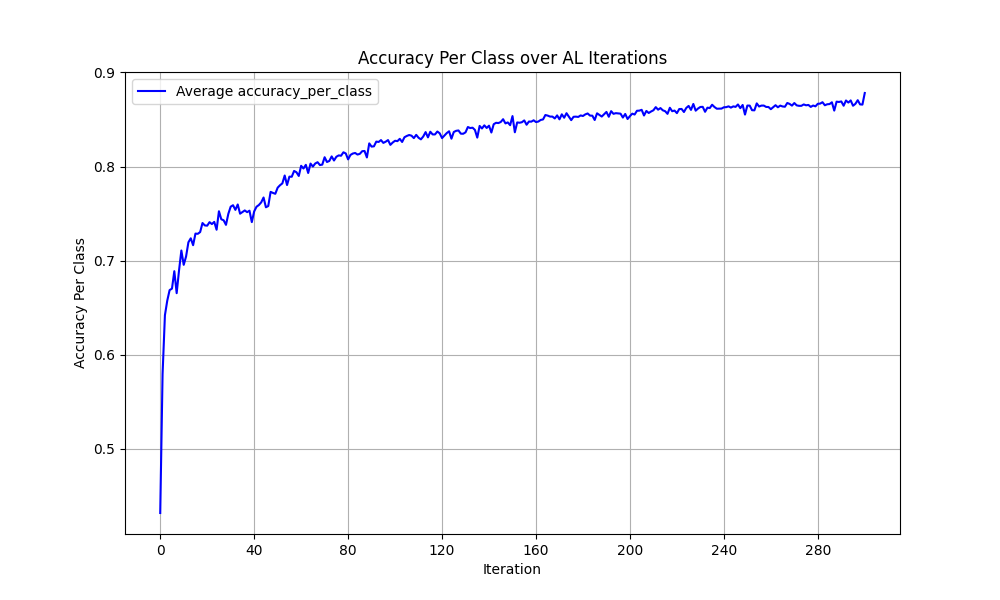 Accuracy Per Class over AL Iterations
Average accuracy_per_class
Accuracy Per Class
0.9
0.8
0.7
0.6
0.5
0 40 80 120 160 200 240 280
Iteration